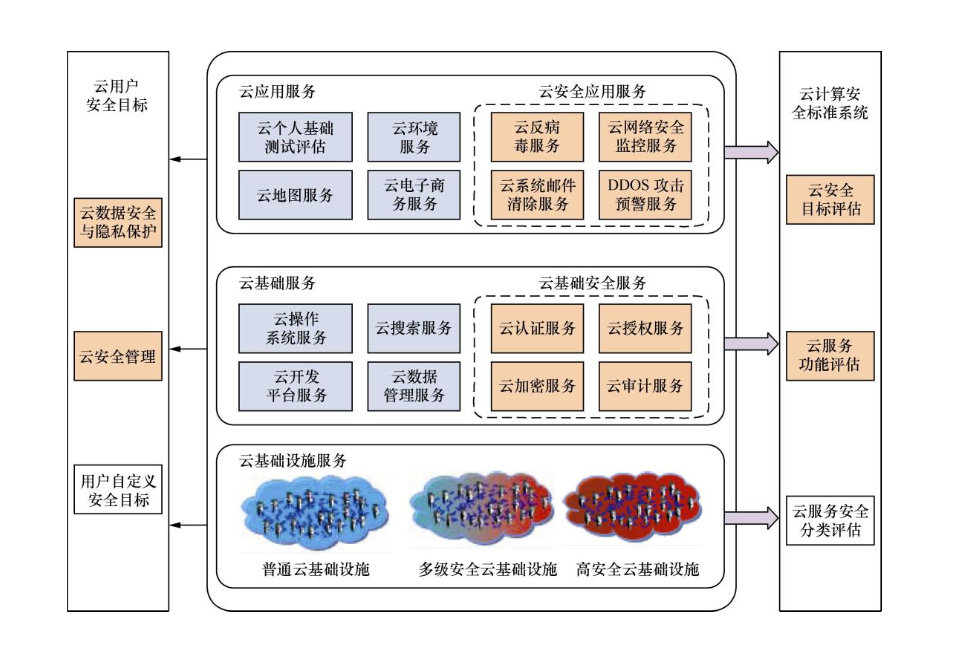 云用户
安全目标
云数据安全
与隐私保护
云安全管理
用户自定义
安全目标
云应用服务
云个人基础
测试评估
云环境
服务
云地图服务
云电子商
务服务
云安全应用服务
云反病
毒服务
云网络安全
监控服务
云系统邮件
清除服务
DDOS 攻击
预警服务
云基础服务
云操作
系统服务
云搜索服务
云开发
平台服务
云数据
管理服务
云基础安全服务
云认证服务
云授权服务
云加密服务
云审计服务
云基础设施服务
普通云基础设施
多级安全云基础设施
高安全云基础设施
云计算安
全标准系统
云安全
目标评估
云服务
功能评估
云服务安全
分类评估